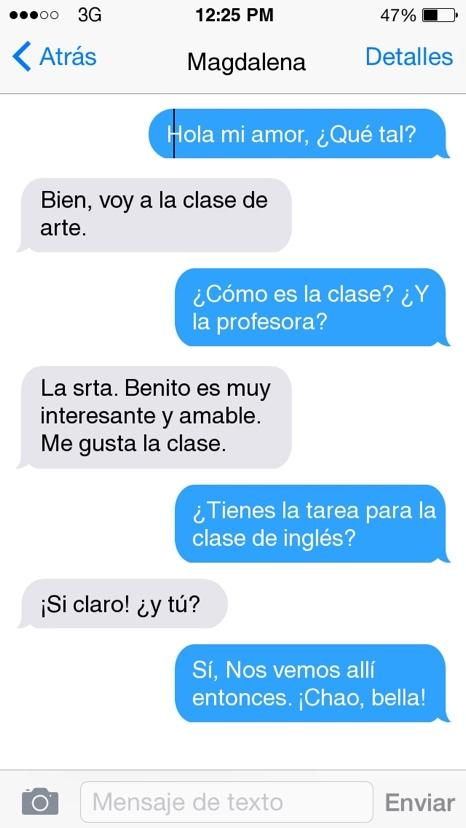 3G 12:25 PM 47%
Atrás Magdalena Detalles
Hola mi amor, ¿Qué tal?
Bien, voy a la clase de
arte.
¿Cómo es la clase? ¿Y
la profesora?
La srta. Benito es muy
interesante y amable.
Me gusta la clase.
¿Tienes la tarea para la
clase de inglés?
¡Si claro! ¿y tú?
Sí, Nos vemos allí
entonces. ¡Chao, bella!
Mensaje de texto Enviar